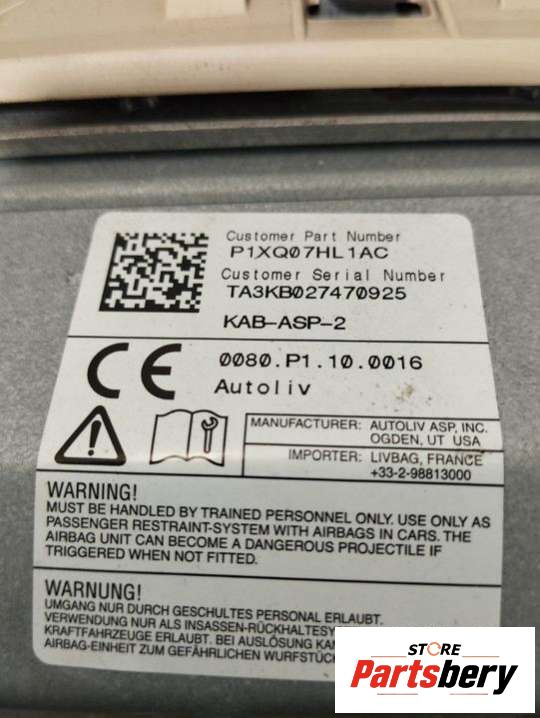 Customer Part Number
P1XQ07HL1AC
Customer Serial Number
TA3KB027470925
KAB-ASP-2
CE
0080.P1.10.0016
Autoliv
MANUFACTURER: AUTOLIV ASP, INC.
OGDEN, UT USA
IMPORTER: LIVBAG, FRANCE
+33-2-98813000
WARNING!
MUST BE HANDLED BY TRAINED PERSONNEL ONLY. USE ONLY AS
PASSENGER RESTRAINT-SYSTEM WITH AIRBAGS IN CARS. THE
AIRBAG UNIT CAN BECOME A DANGEROUS PROJECTILE IF
TRIGGERED WHEN NOT FITTED.
WARNUNG!
UMGANG NUR DURCH GESCHULTES PERSONAL ERLAUBT.
VERWENDUNG NUR ALS INSASSEN-RÜCKHALTESY
KRAFTFAHRZEUGE ERLAUBT. BEI AUSLÖSUNG
AIRBAG-EINHEIT ZUM GEFÄHRLICHEN WURFSTÜC
STORE
Partsbery